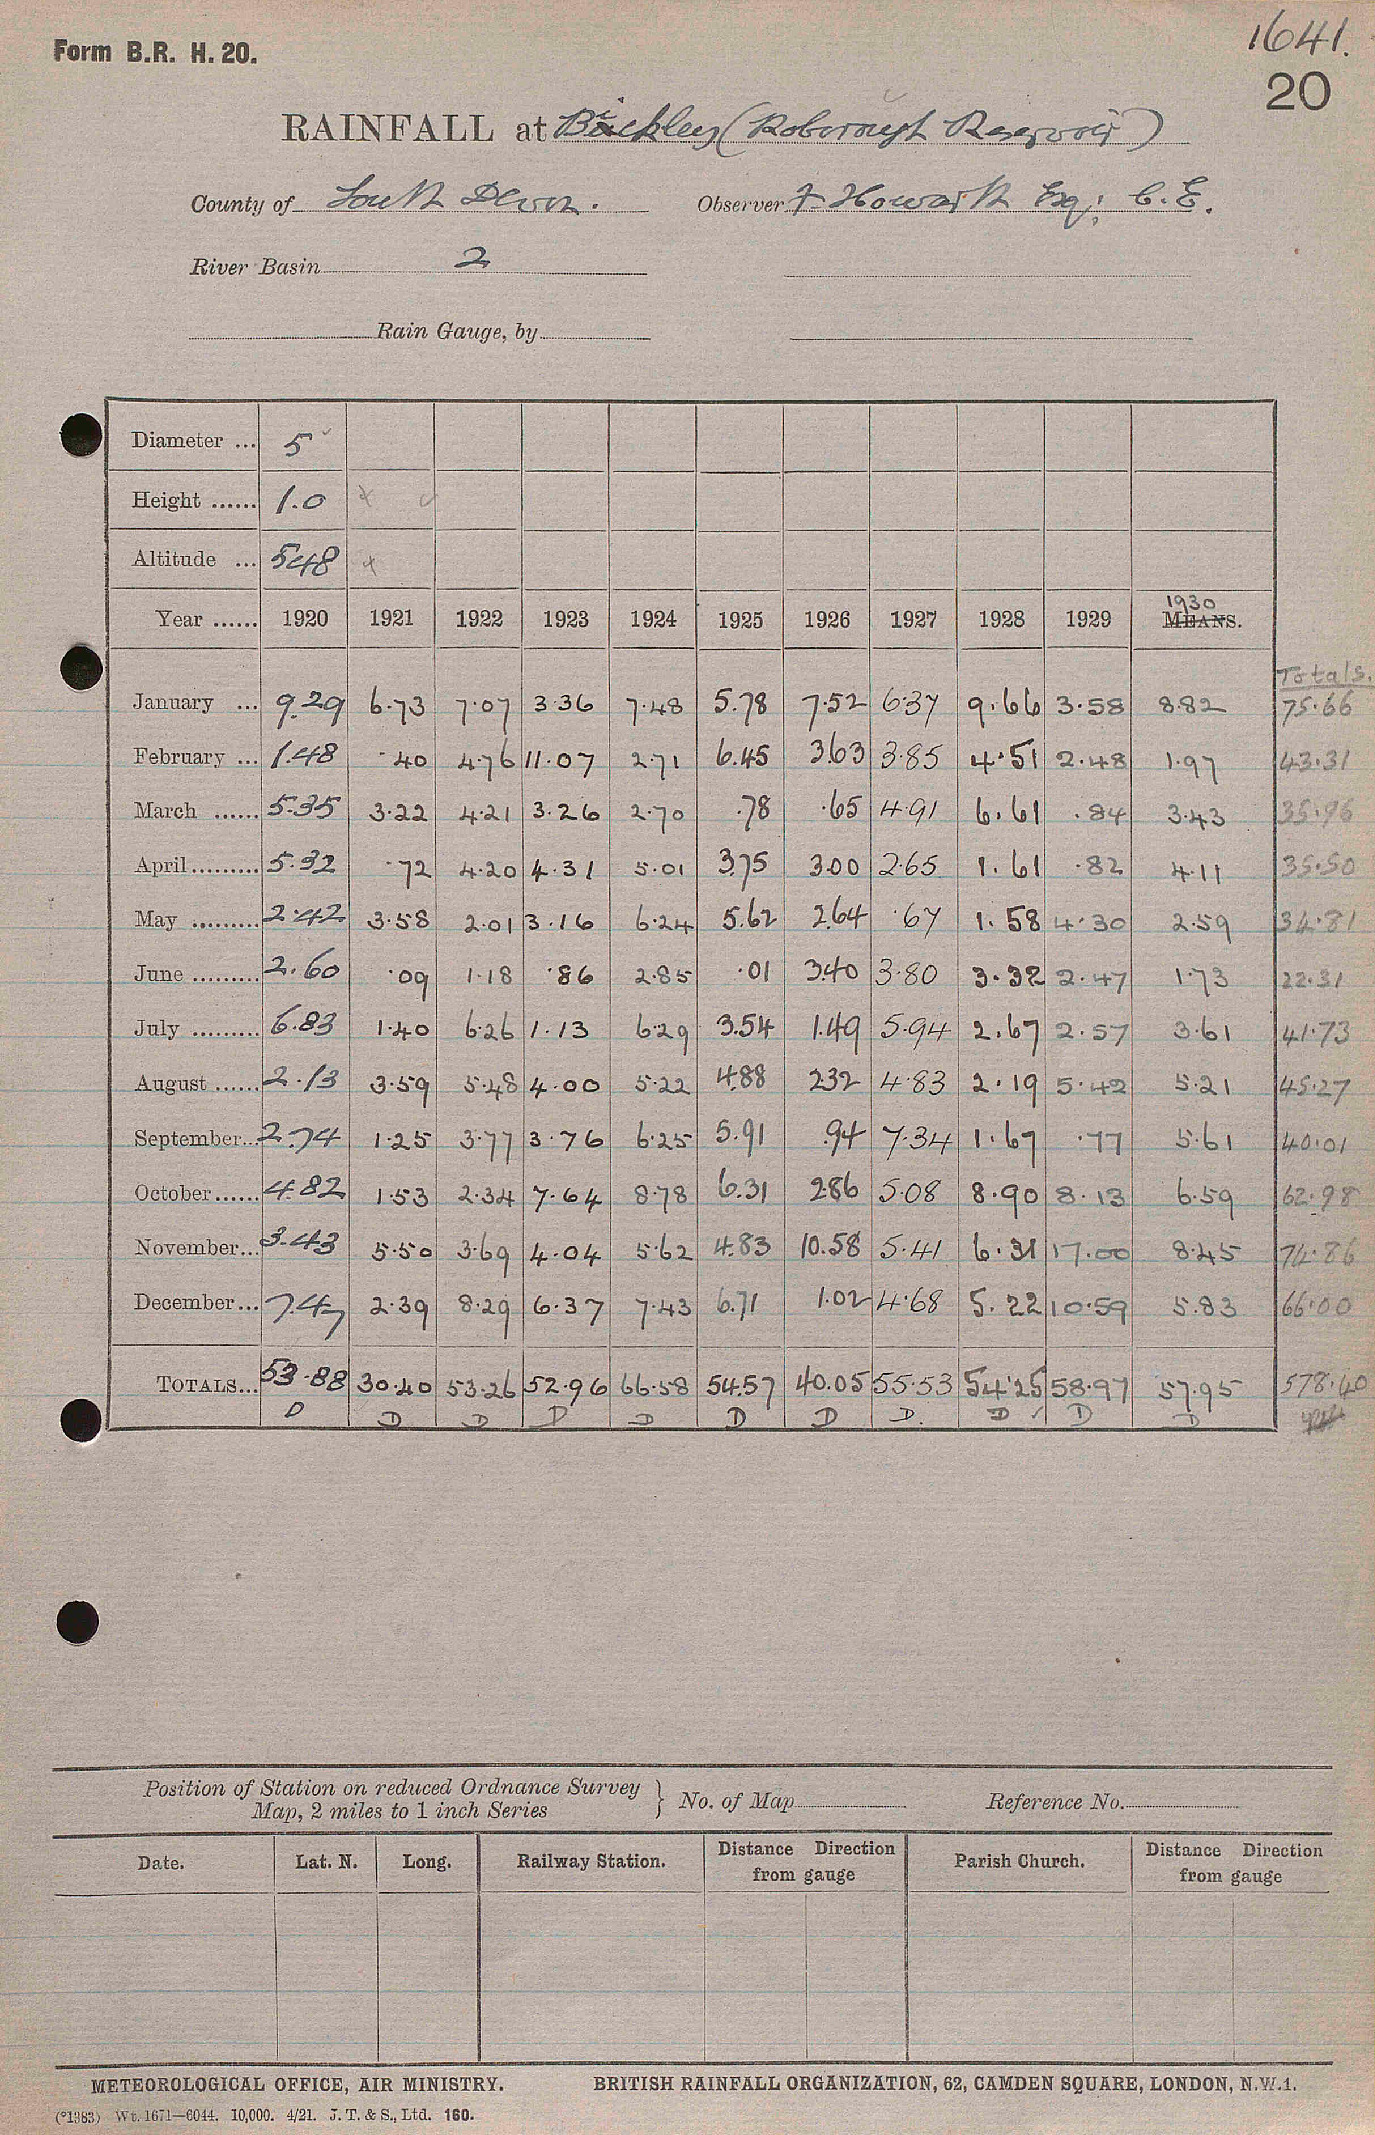 Form B.R. H. 20.
1641.
20
RAINFALL at Bickley (Roborough Reservoir)
County of South Devon. Observer F Howarth Esq: C.E.
River Basin 2
Rain Gauge, by
Diameter ... 5
Height ...... 1.0 x
Altitude ... 548 x
Year ...... 1920 1921 1922 1923 1924 1925 1926 1927 1928 1929 1930 MEANS.
Totals.
January ... 9.29 6.73 7.07 3.36 7.48 5.78 7.52 6.37 9.66 3.58 8.82 75.66
February ... 1.48 .40 4.76 11.07 2.71 6.45 3.63 3.85 4.51 2.48 1.97 43.31
March ...... 5.35 3.22 4.21 3.26 2.70 .78 .65 4.91 6.61 .84 3.43 35.96
April ......... 5.32 .72 4.20 4.31 5.01 3.75 3.00 2.65 1.61 .82 4.11 35.50
May ......... 2.42 3.58 2.01 3.16 6.24 5.62 2.64 .67 1.58 4.30 2.59 34.81
June ......... 2.60 .09 1.18 .86 2.85 .01 3.40 3.80 3.32 2.47 1.73 22.31
July ......... 6.83 1.40 6.26 1.13 6.29 3.54 1.49 5.94 2.67 2.57 3.61 41.73
August ...... 2.13 3.59 5.48 4.00 5.22 4.88 2.32 4.83 2.19 5.42 5.21 45.27
September... 2.74 1.25 3.77 3.76 6.25 5.91 .94 7.34 1.67 .77 5.61 40.01
October ...... 4.82 1.53 2.34 7.64 8.78 6.31 2.86 5.08 8.90 8.13 6.59 62.98
November... 3.43 5.50 3.69 4.04 5.62 4.83 10.58 5.41 6.31 17.00 8.45 74.86
December... 7.47 2.39 8.29 6.37 7.43 6.71 1.02 4.68 5.22 10.59 5.83 66.00
TOTALS... 53.88 30.40 53.26 52.96 66.58 54.57 40.05 55.53 54.25 58.97 57.95 578.40
D D D D D D D D. D D D
Position of Station on reduced Ordnance Survey
Map, 2 miles to 1 inch Series } No. of Map Reference No.
Date. Lat. N. Long. Railway Station. Distance from gauge Direction Parish Church. Distance from gauge Direction
METEOROLOGICAL OFFICE, AIR MINISTRY. BRITISH RAINFALL ORGANIZATION, 62, CAMDEN SQUARE, LONDON, N.W.1.
(*1383) Wt. 1671—6044. 10,000. 4/21. J. T. & S., Ltd. 160.